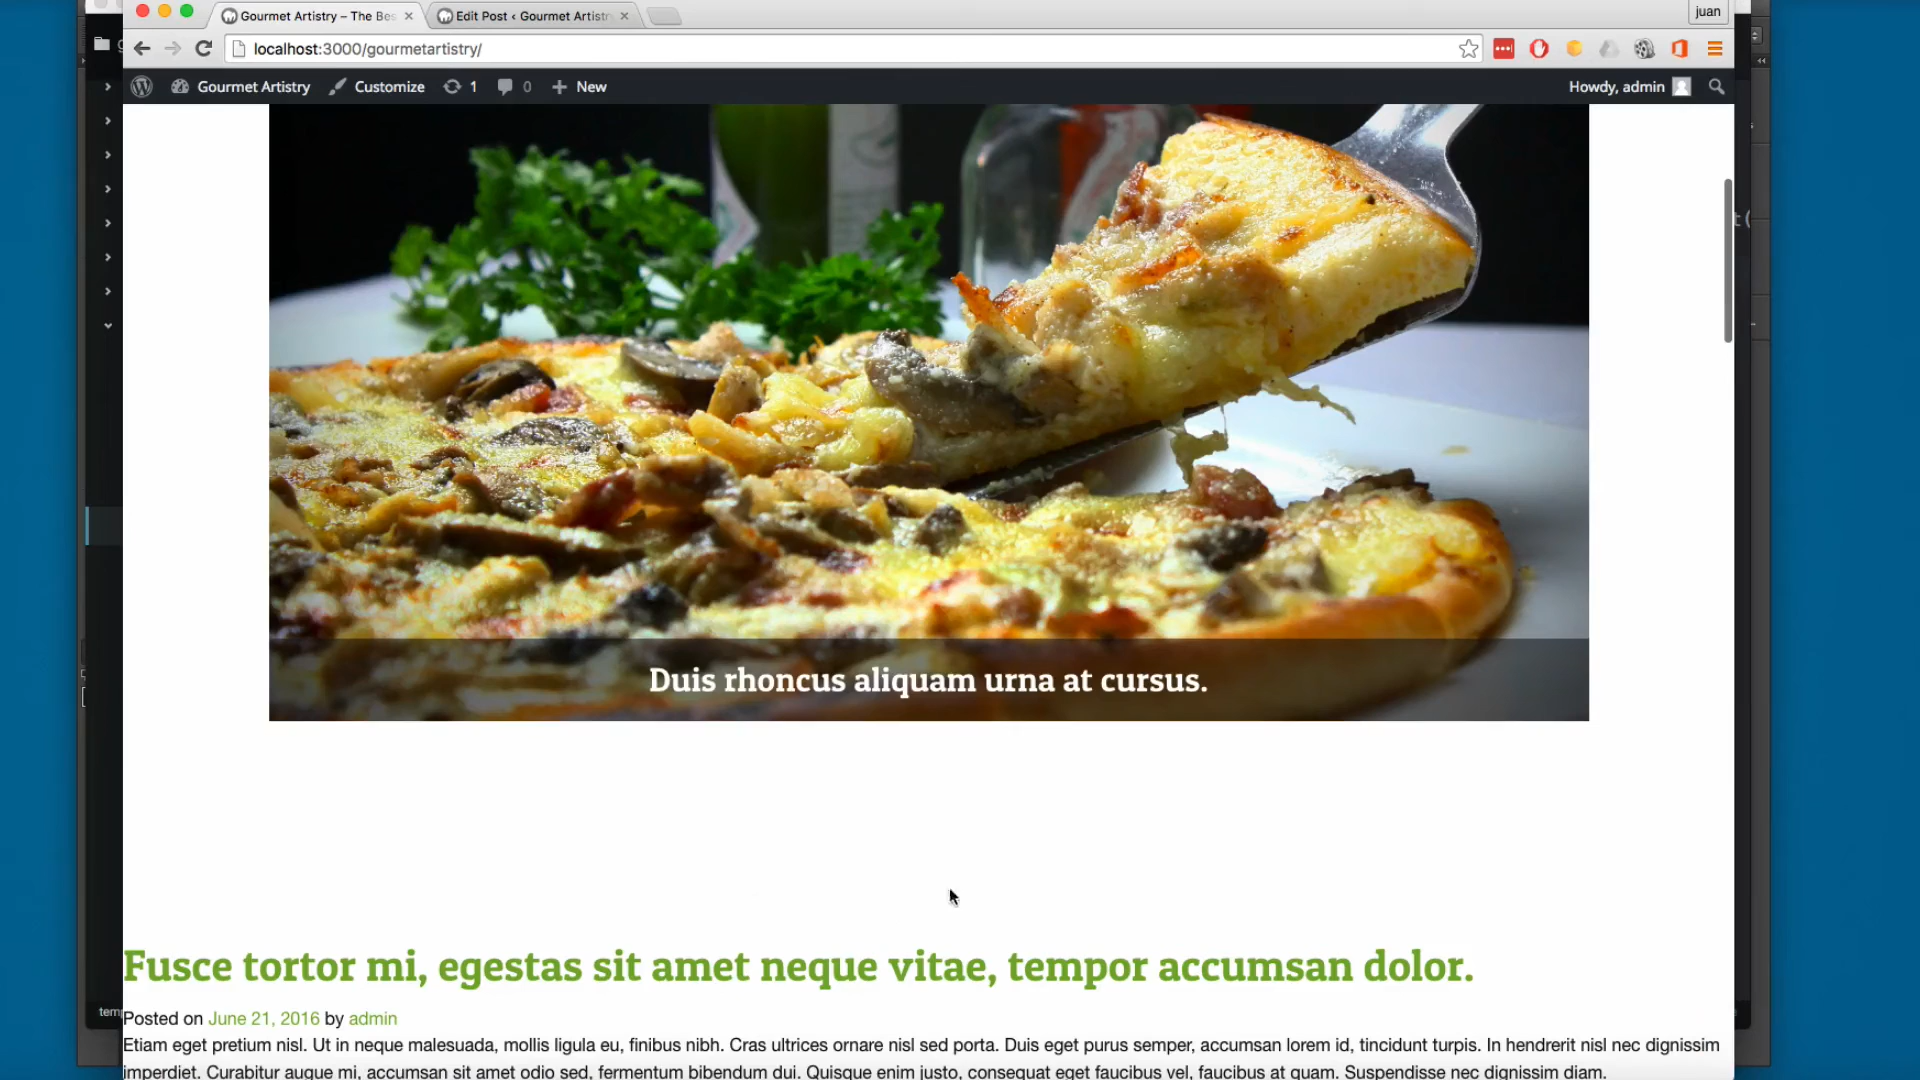 Gourmet Artistry – The Bes
Edit Post ‹ Gourmet Artistr
juan
localhost:3000/gourmetartistry/
Gourmet Artistry
Customize
1
0
New
Howdy, admin
Duis rhoncus aliquam urna at cursus.
Fusce tortor mi, egestas sit amet neque vitae, tempor accumsan dolor.
Posted on June 21, 2016 by admin
Etiam eget pretium nisl. Ut in neque malesuada, mollis ligula eu, finibus nibh. Cras ultrices ornare nisl sed porta. Duis eget purus semper, accumsan lorem id, tincidunt turpis. In hendrerit nisl nec dignissim
imperdiet. Curabitur augue mi, accumsan sit amet odio sed, fermentum bibendum dui. Quisque enim justo, consequat eget faucibus vel, faucibus at quam. Suspendisse nec dignissim diam.